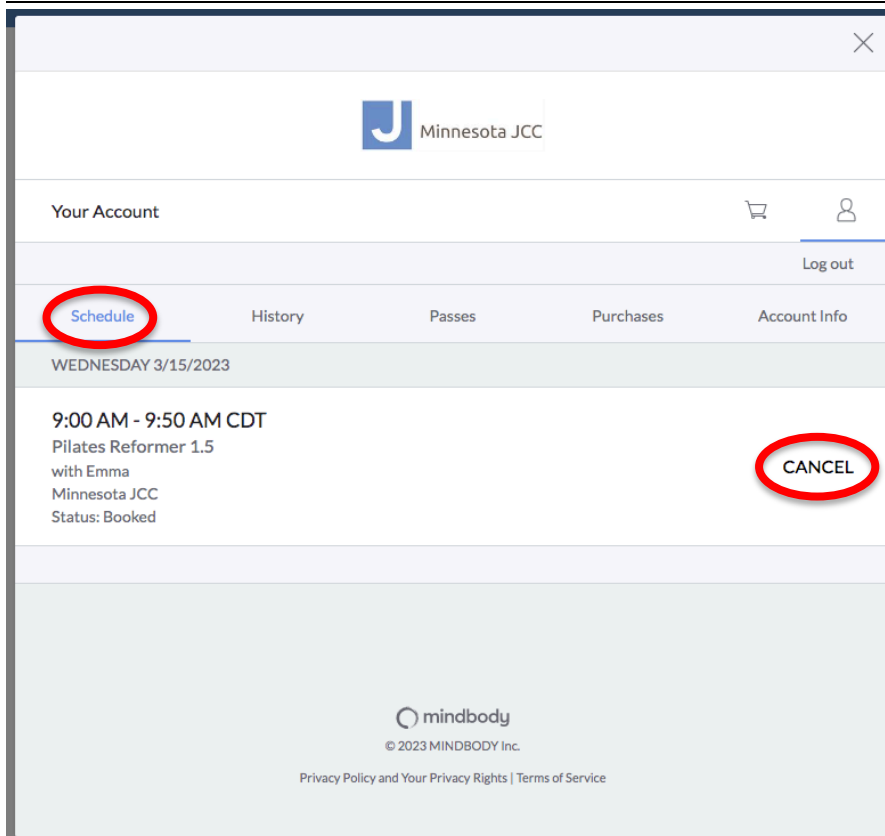 J Minnesota JCC
Your Account
Log out
Schedule History Passes Purchases Account Info
WEDNESDAY 3/15/2023
9:00 AM - 9:50 AM CDT
Pilates Reformer 1.5
with Emma
CANCEL
Minnesota JCC
Status: Booked
mindbody
© 2023 MINDBODY Inc.
Privacy Policy and Your Privacy Rights | Terms of Service